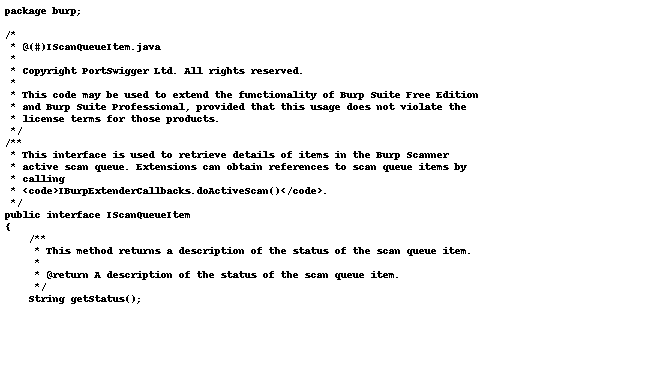 package burp;

/*
 * @(#)IScanQueueItem.java
 *
 * Copyright PortSwigger Ltd. All rights reserved.
 *
 * This code may be used to extend the functionality of Burp Suite Free Edition
 * and Burp Suite Professional, provided that this usage does not violate the
 * license terms for those products.
 */
/**
 * This interface is used to retrieve details of items in the Burp Scanner
 * active scan queue. Extensions can obtain references to scan queue items by
 * calling
 * <code>IBurpExtenderCallbacks.doActiveScan()</code>.
 */
public interface IScanQueueItem
{
    /**
     * This method returns a description of the status of the scan queue item.
     *
     * @return A description of the status of the scan queue item.
     */
    String getStatus();